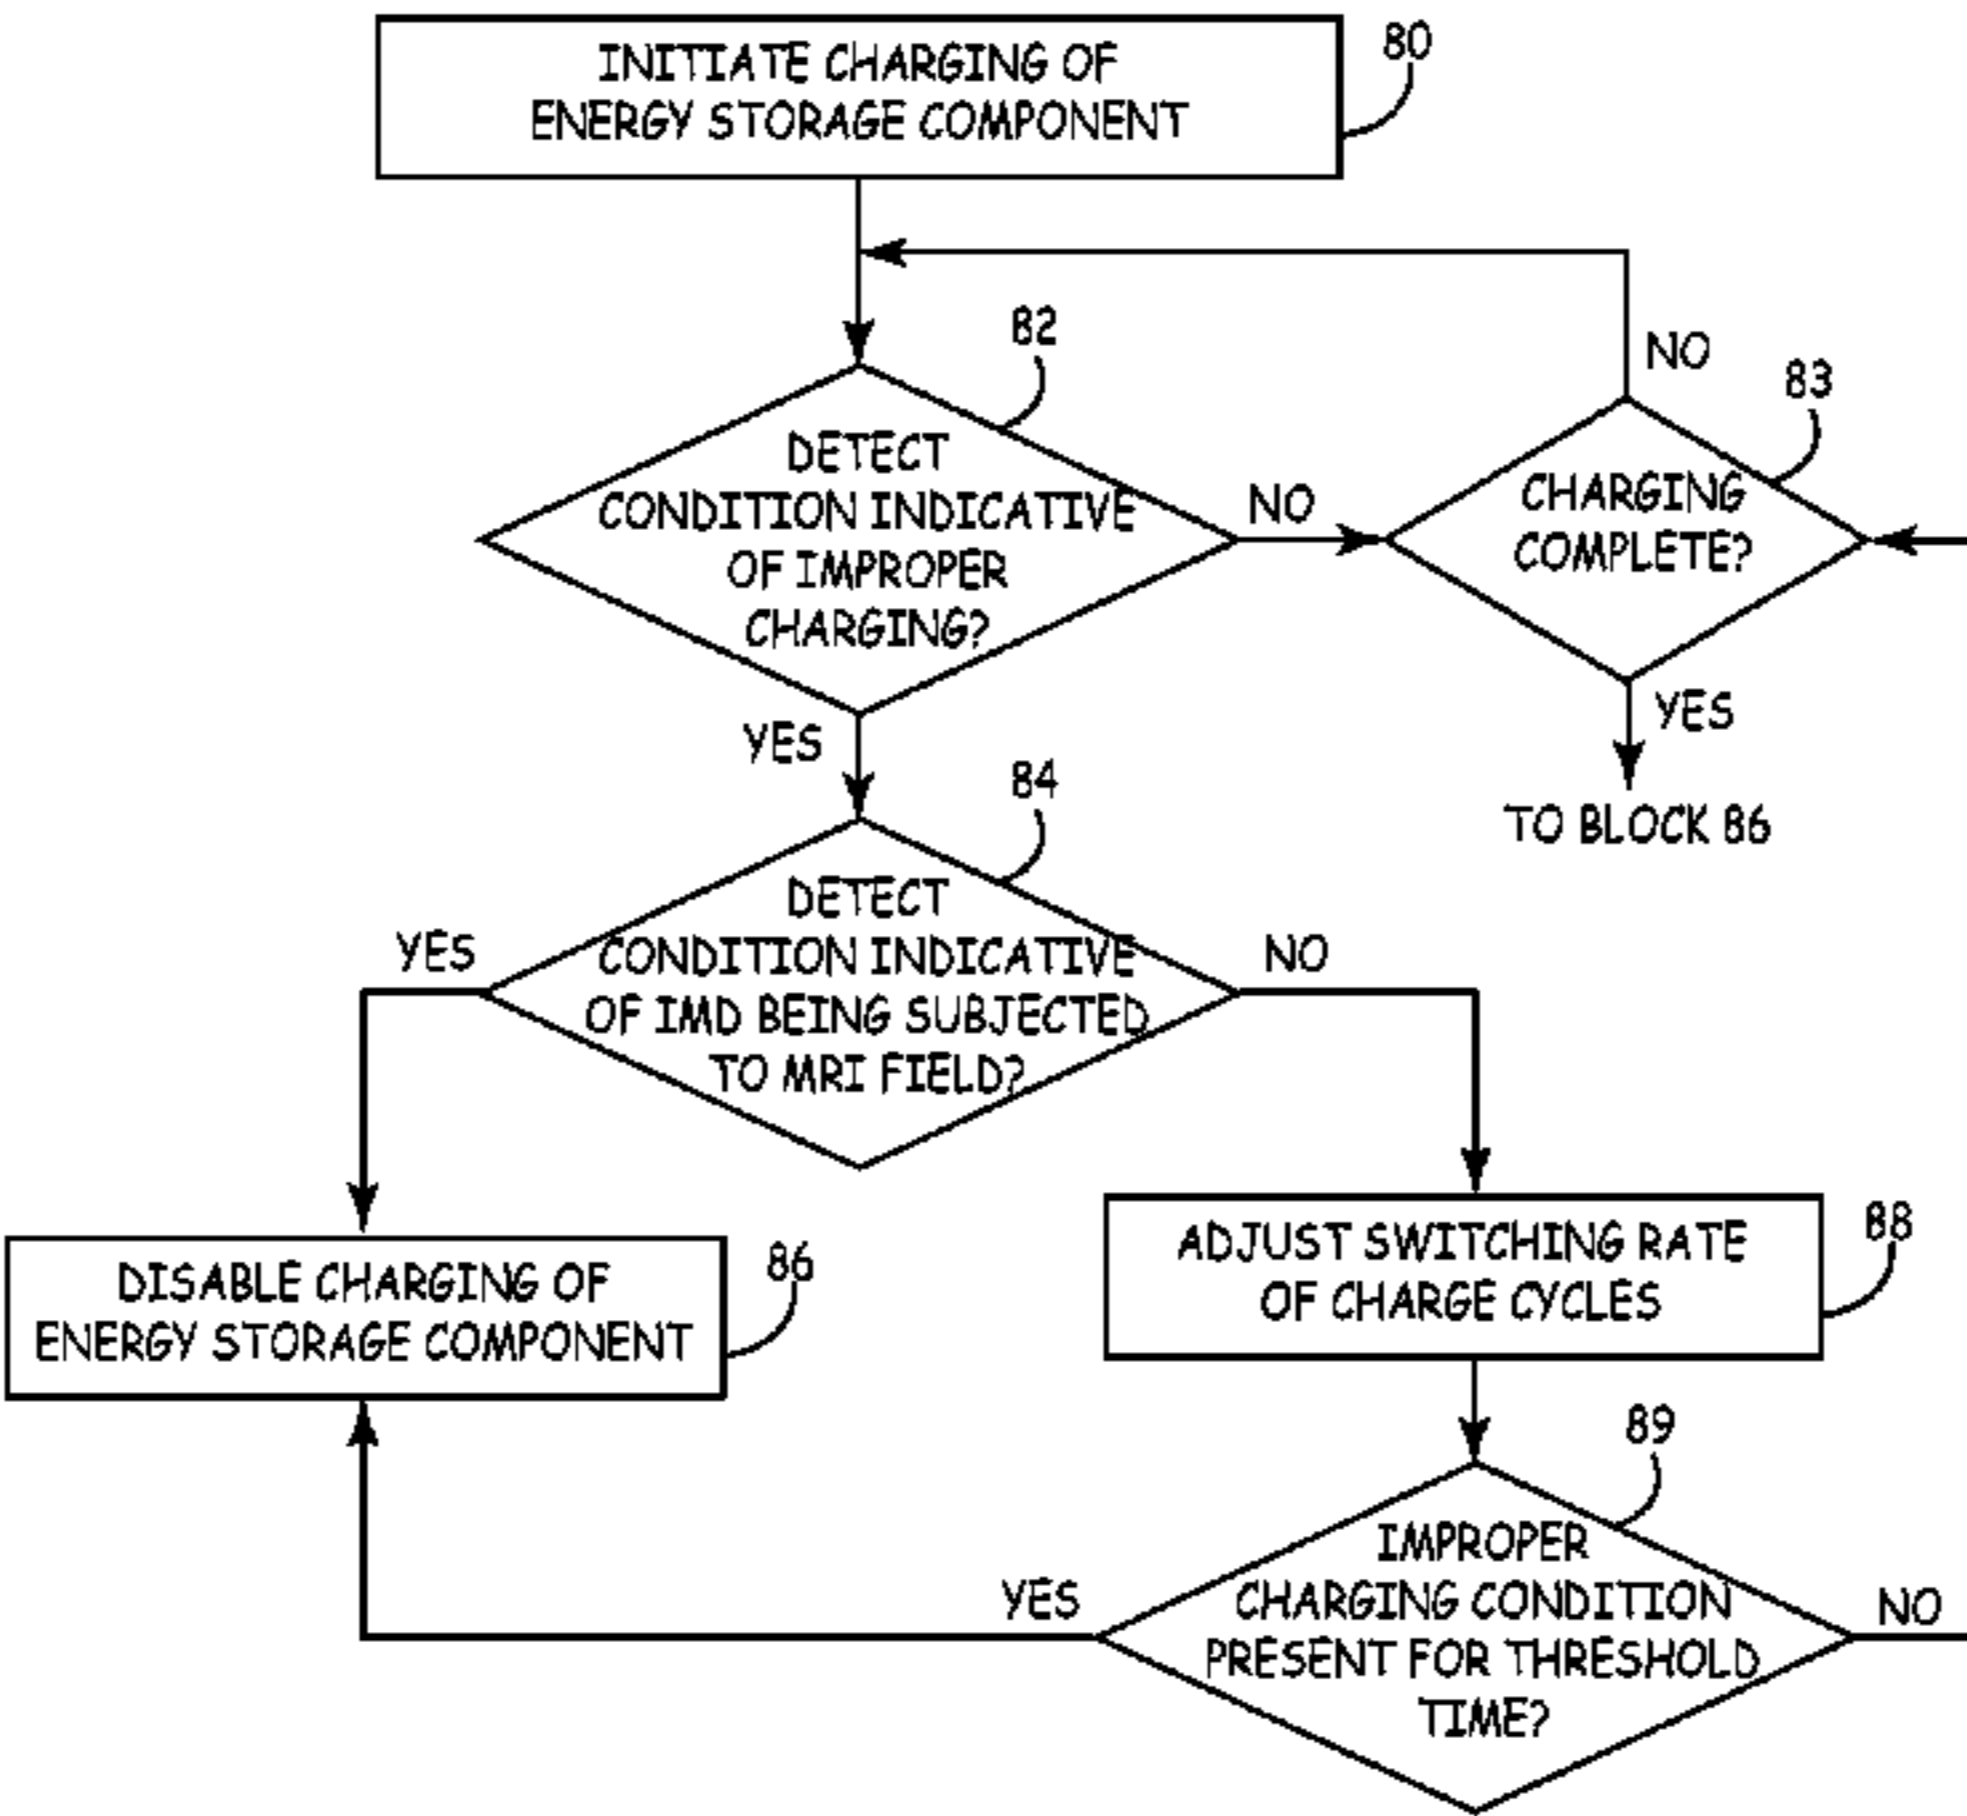 INITIATE CHARGING OF
ENERGY STORAGE COMPONENT
80
82
DETECT
CONDITION INDICATIVE
OF IMPROPER
CHARGING?
NO
YES
83
CHARGING
COMPLETE?
NO
YES
TO BLOCK 86
84
DETECT
CONDITION INDICATIVE
OF IMD BEING SUBJECTED
TO MRI FIELD?
YES
NO
DISABLE CHARGING OF
ENERGY STORAGE COMPONENT
86
ADJUST SWITCHING RATE
OF CHARGE CYCLES
88
89
IMPROPER
CHARGING CONDITION
PRESENT FOR THRESHOLD
TIME?
YES
NO